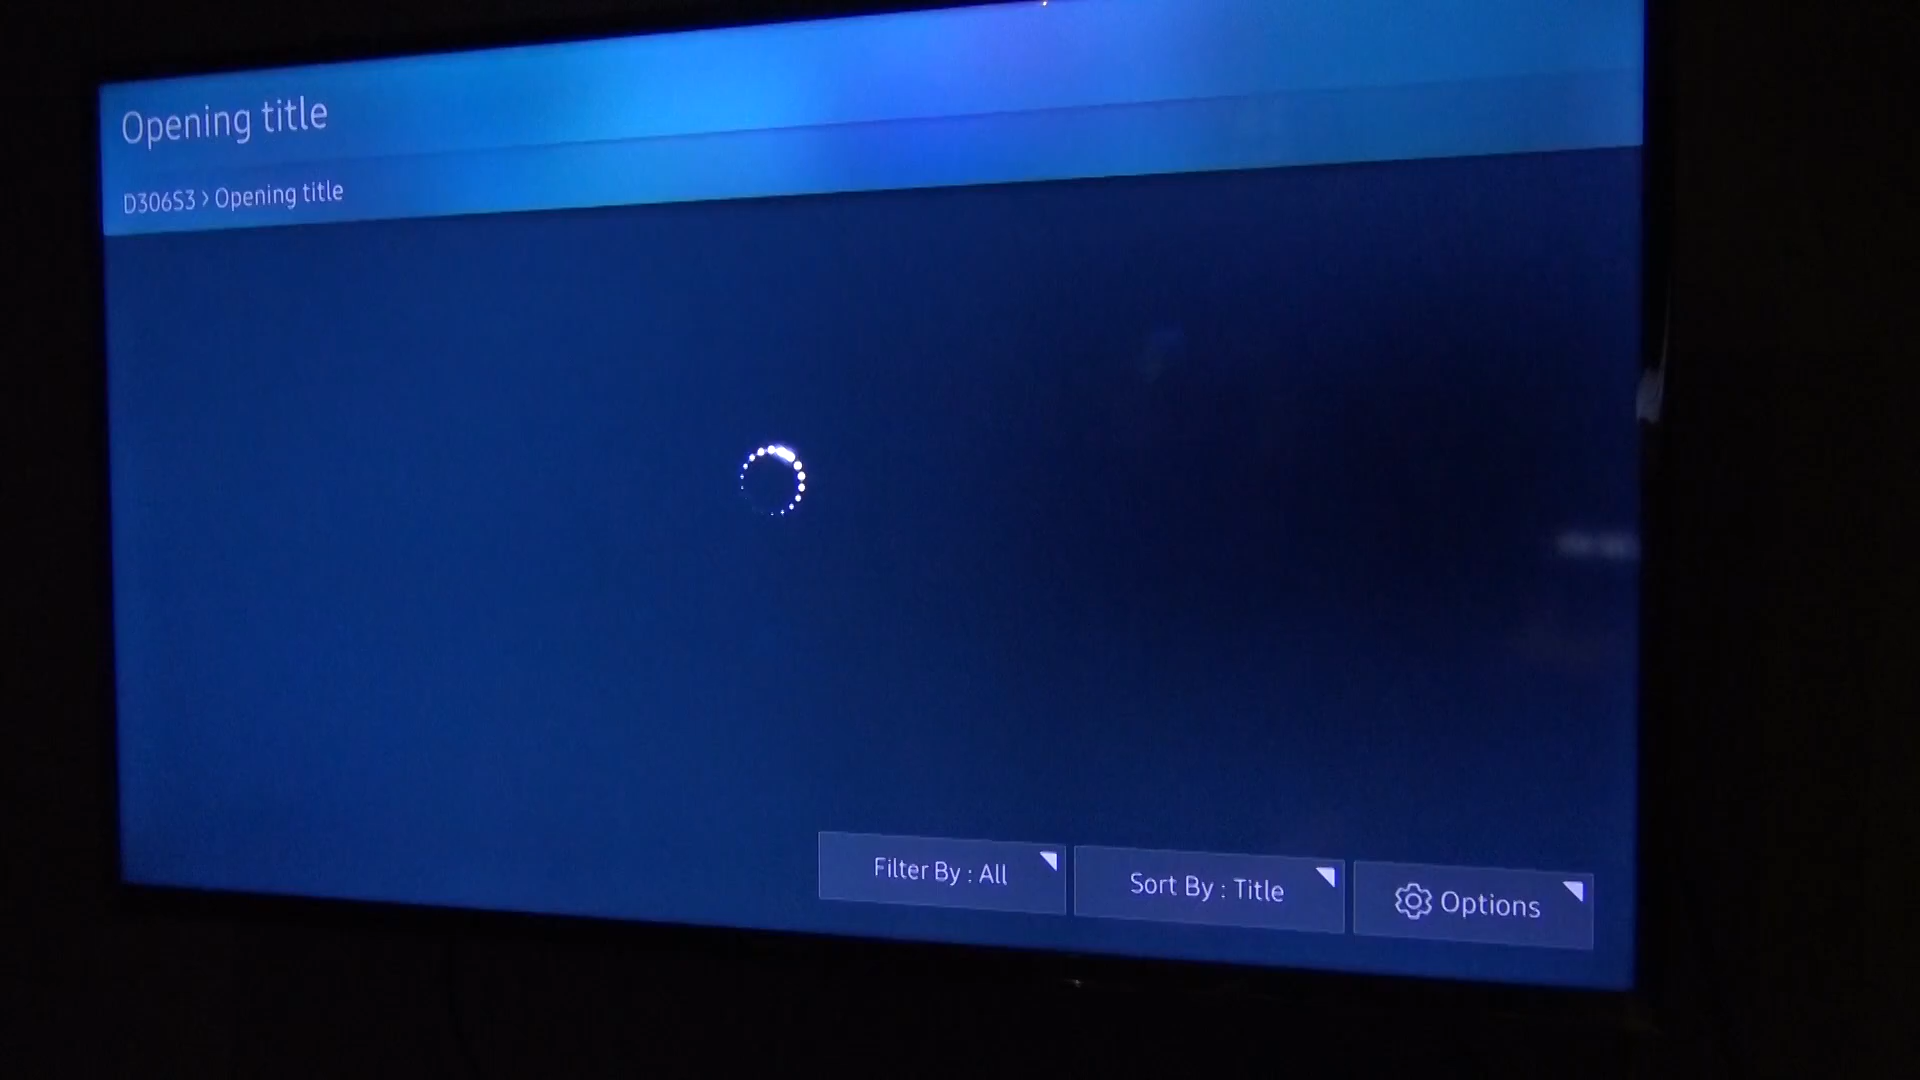 Opening title
D306S3 > Opening title
Filter By : All
Sort By : Title
Options